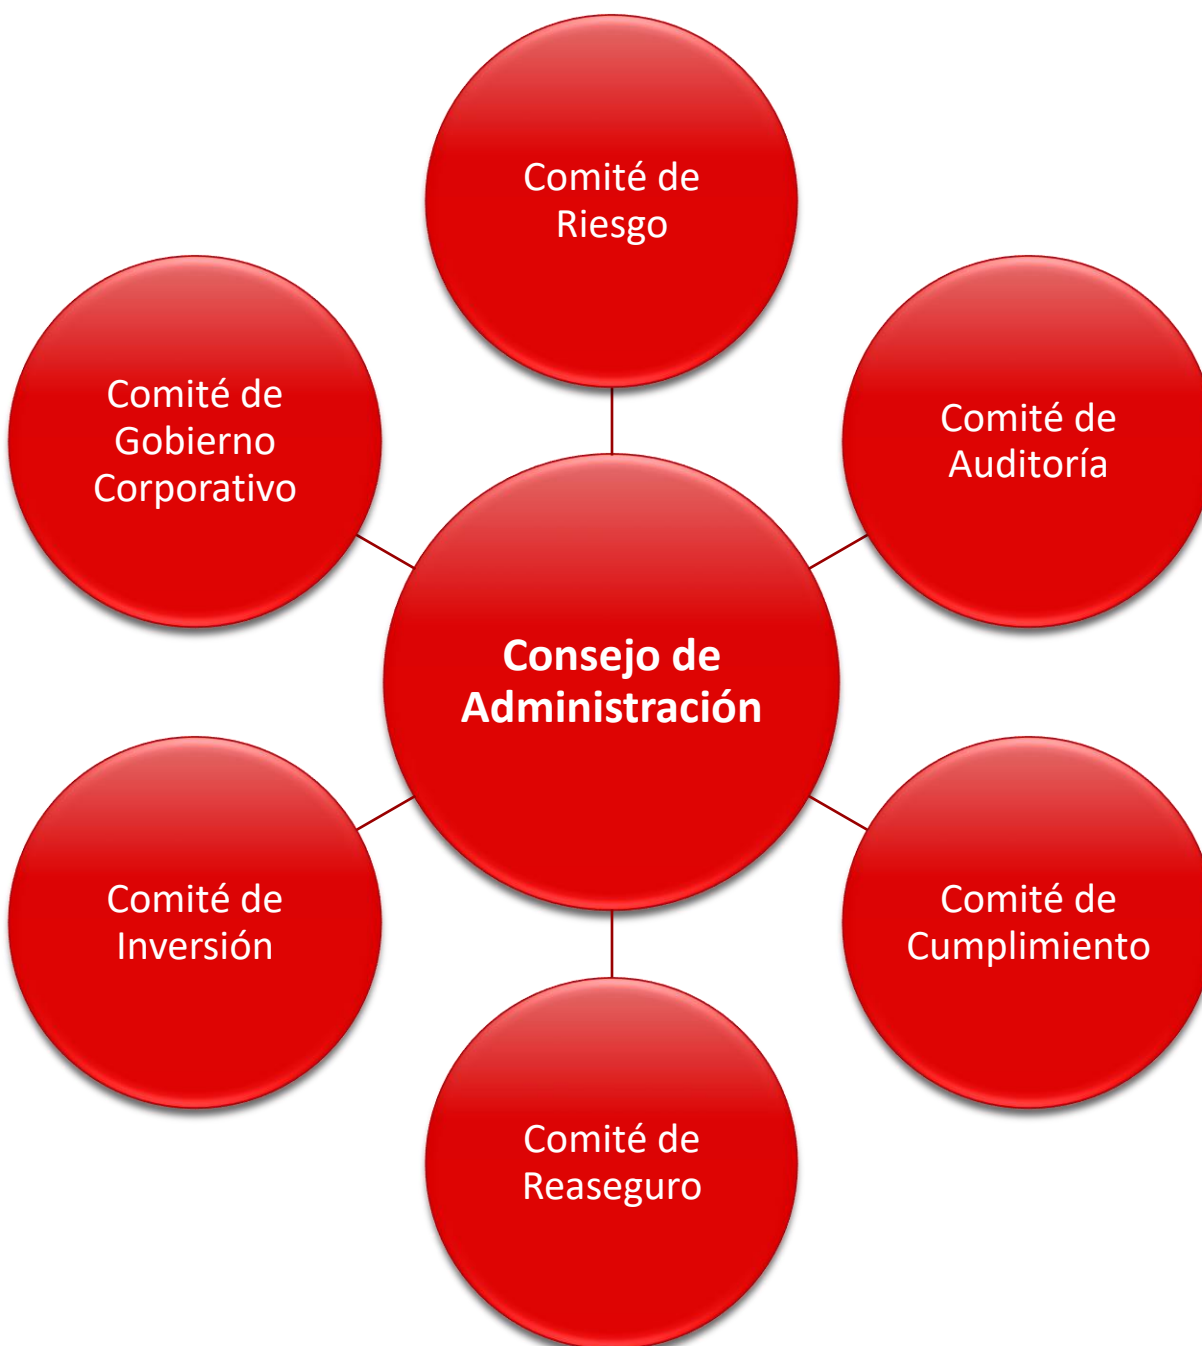 Comité de
Riesgo
Comité de
Gobierno
Corporativo
Comité de
Auditoría
Consejo de
Administración
Comité de
Inversión
Comité de
Cumplimiento
Comité de
Reaseguro